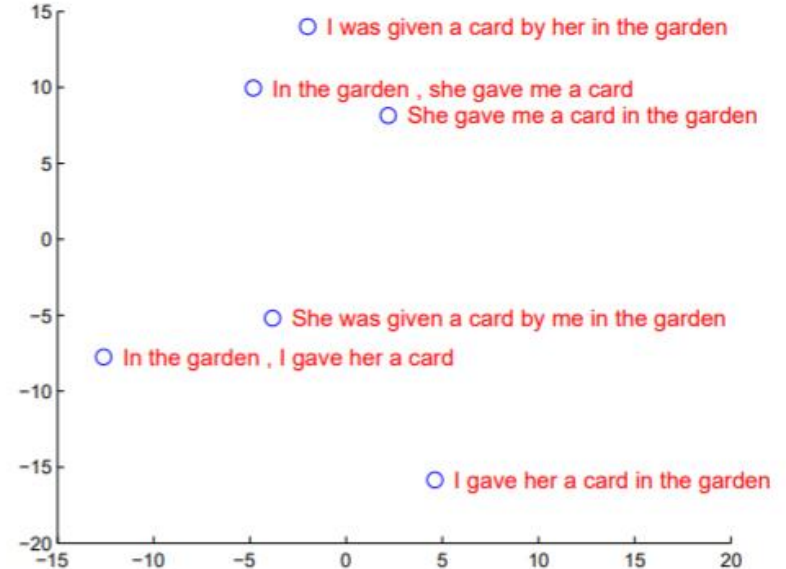 15
I was given a card by her in the garden
10
In the garden , she gave me a card
She gave me a card in the garden
5
0
−5
She was given a card by me in the garden
In the garden , I gave her a card
−10
−15
I gave her a card in the garden
−20
−15 −10 −5 0 5 10 15 20